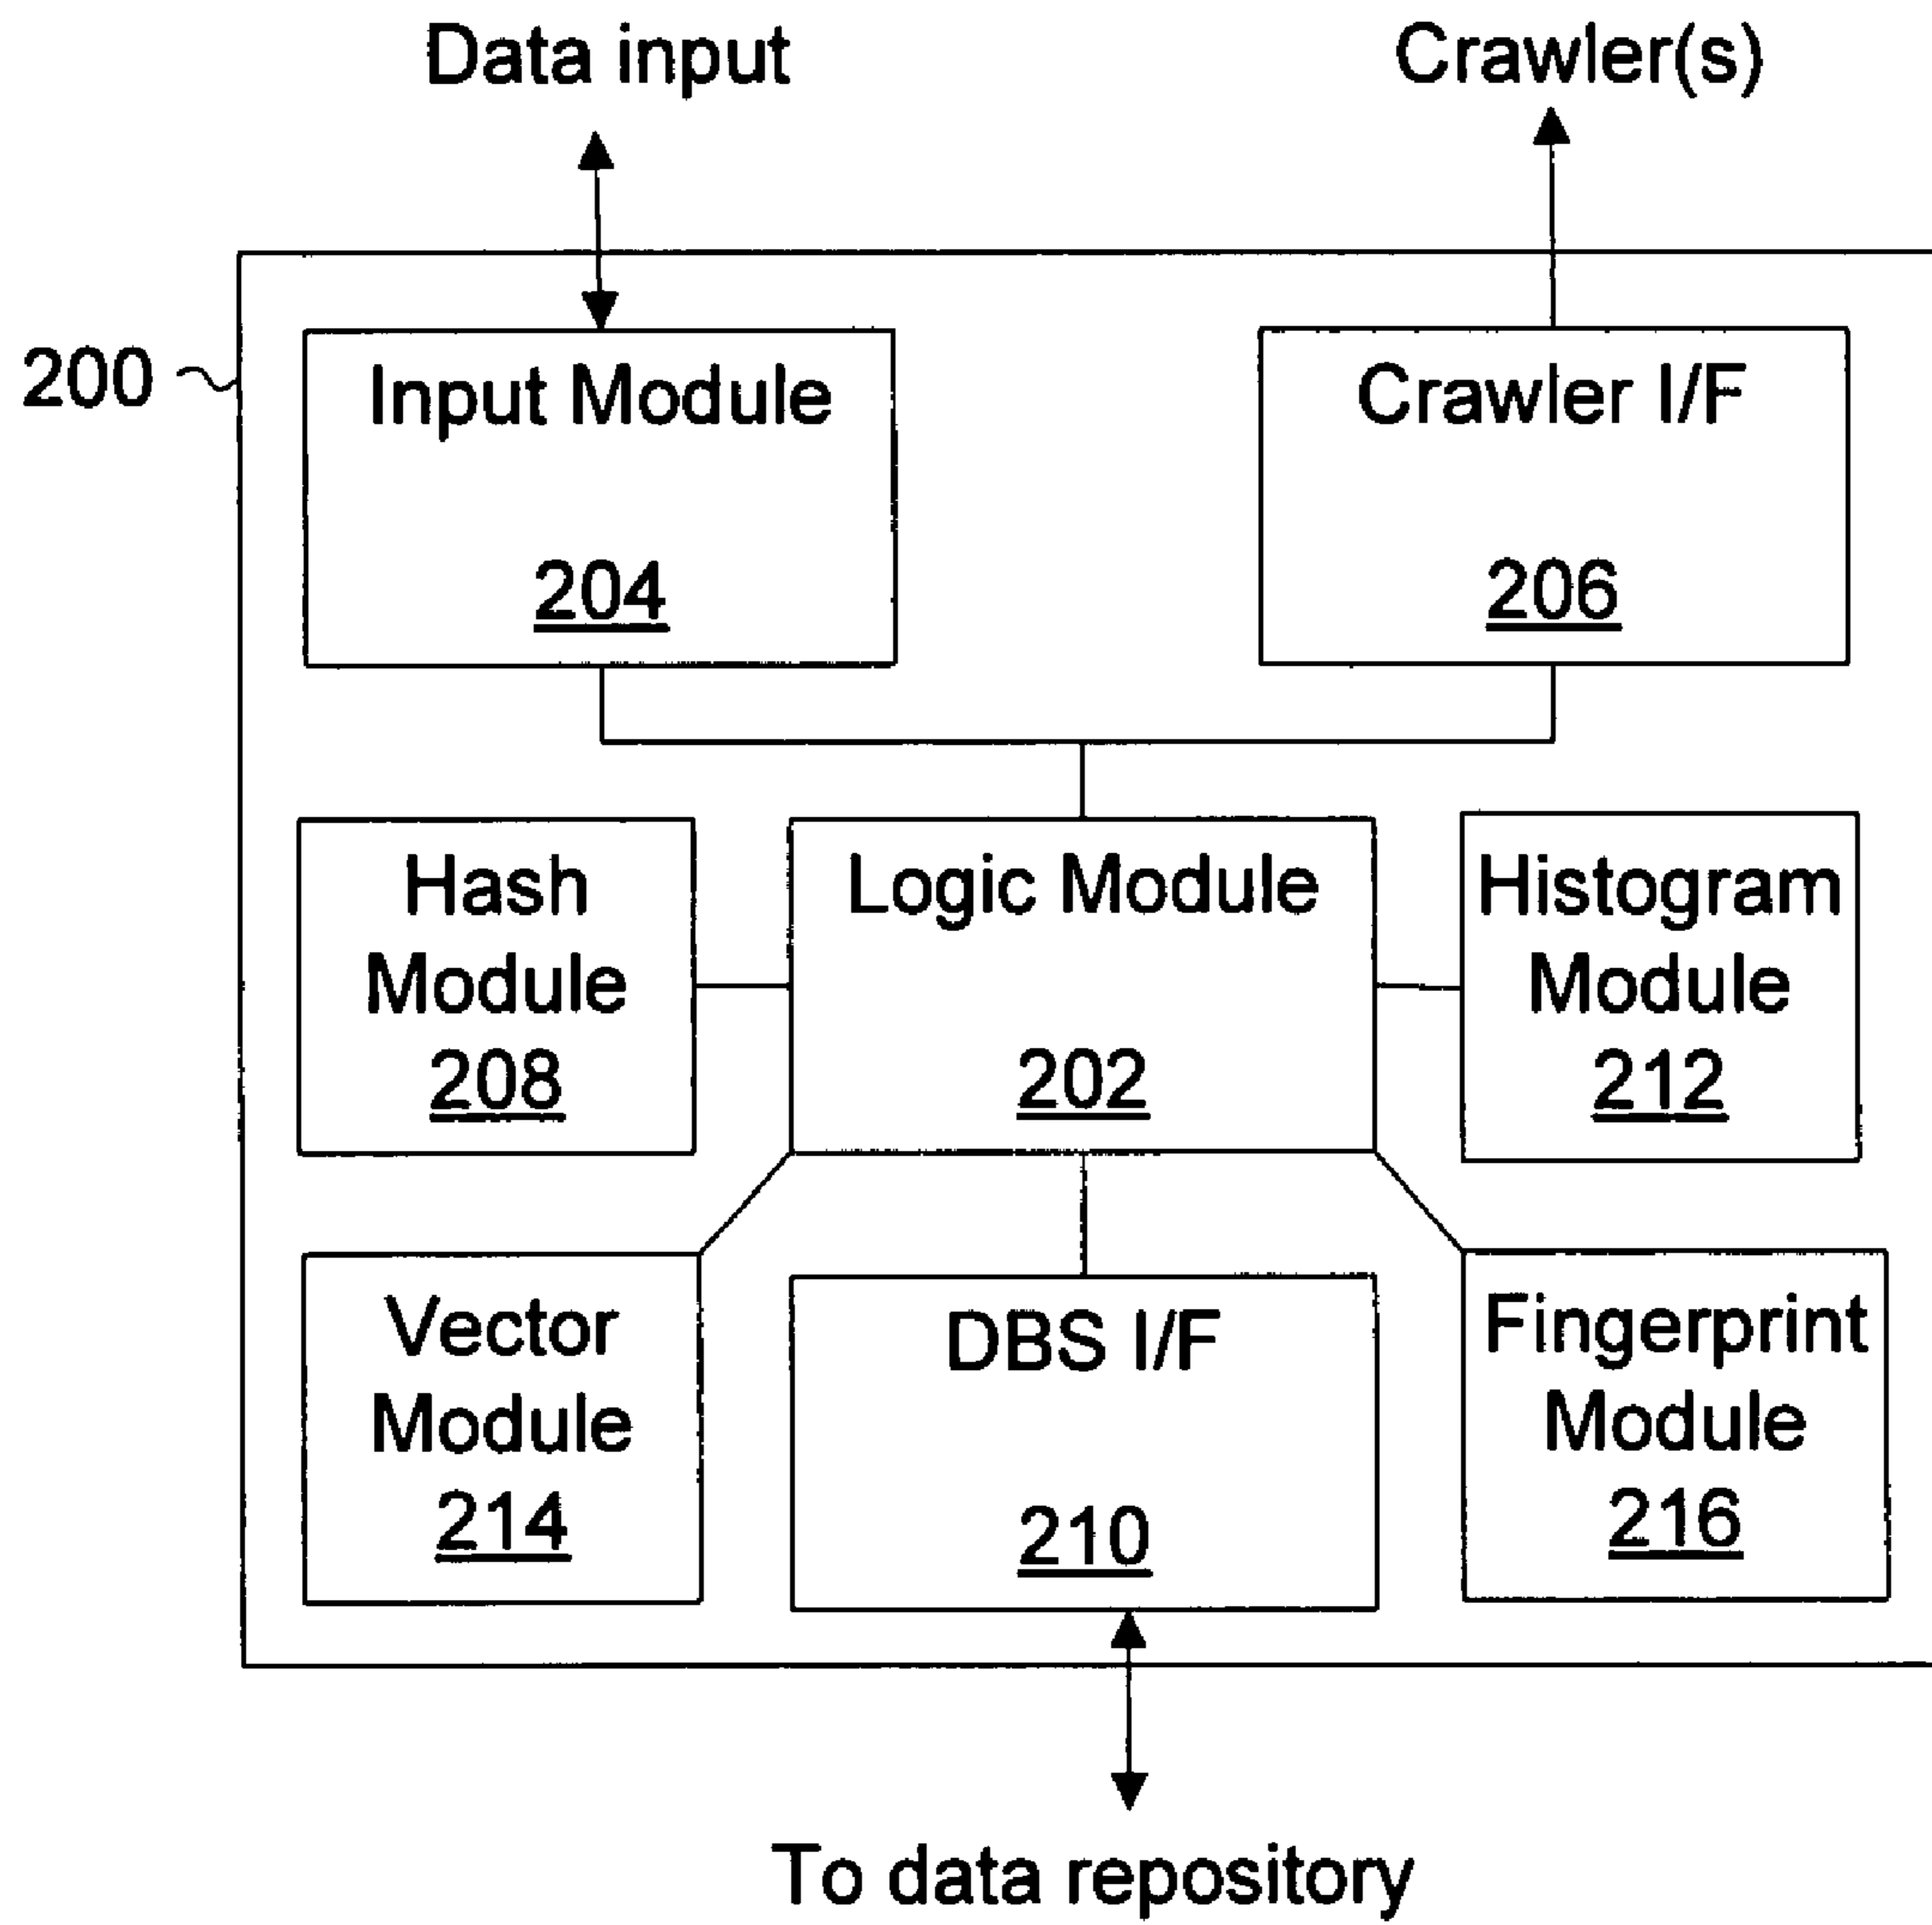 Data input
Crawler(s)
200
Input Module
204
Crawler I/F
206
Hash
Module
208
Logic Module
202
Histogram
Module
212
Vector
Module
214
DBS I/F
210
Fingerprint
Module
216
To data repository